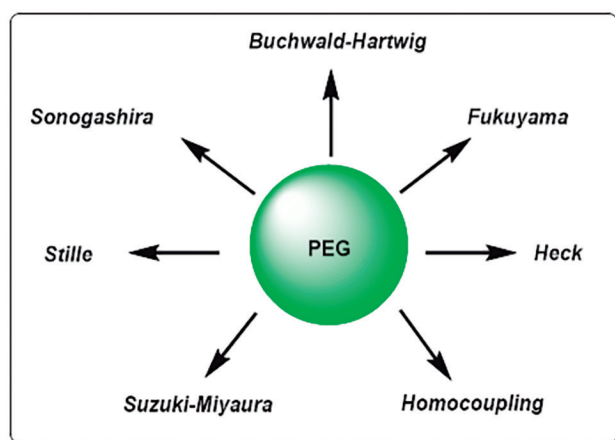 Buchwald-Hartwig
Sonogashira
Fukuyama
Stille
PEG
Heck
Suzuki-Miyaura
Homocoupling